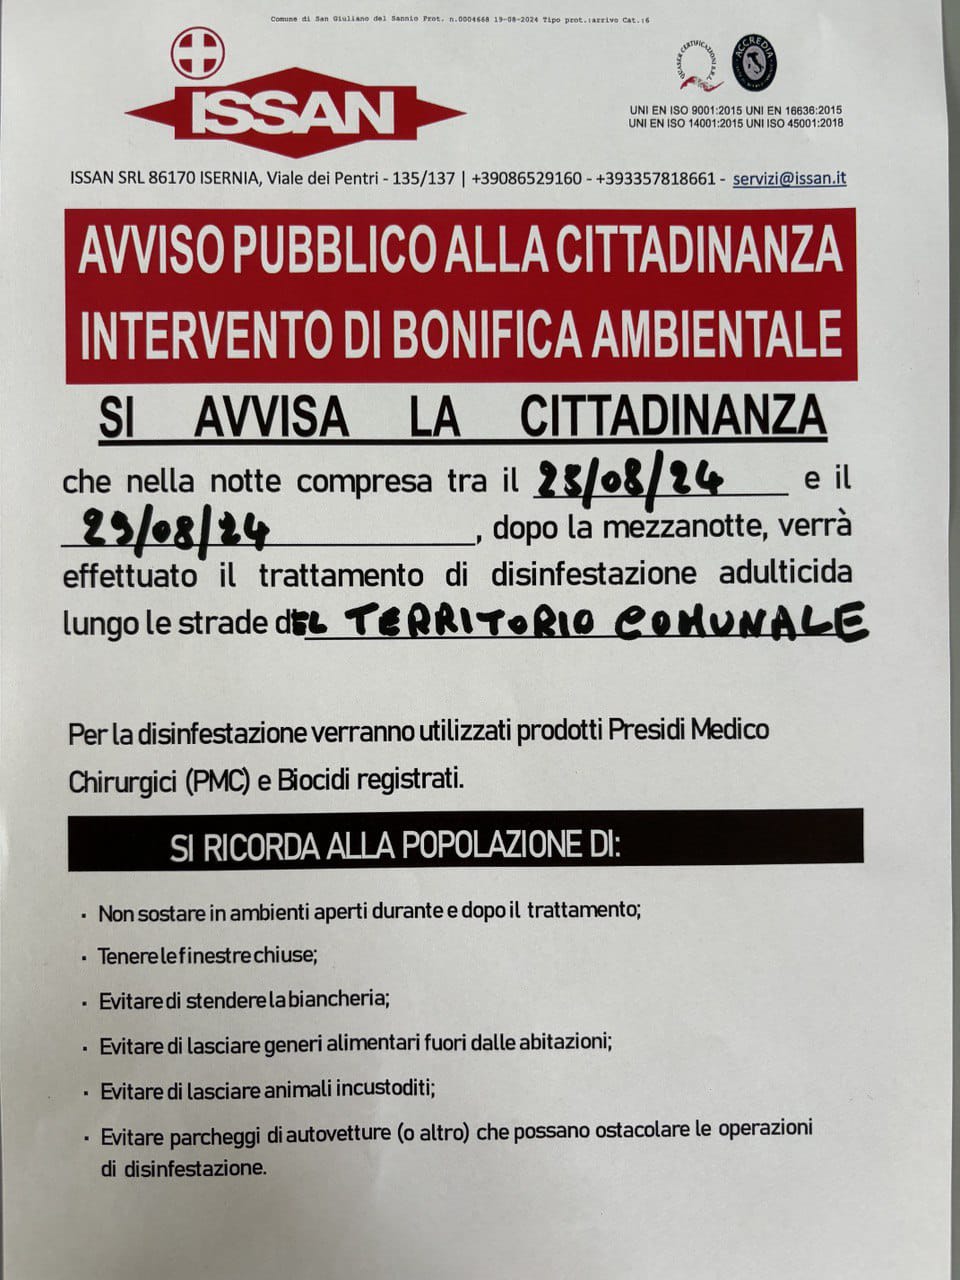 Comune di San Giuliano del Sannio Prot. n.0004668 19-08-2024 Tipo prot.:arrivo Cat.:6
ISSAN
QUASER CERTIFICAZIONI S.R.L.
ACCREDIA
UNI EN ISO 9001:2015 UNI EN 16636:2015
UNI EN ISO 14001:2015 UNI ISO 45001:2018
ISSAN SRL 86170 ISERNIA, Viale dei Pentri - 135/137 | +39086529160 - +393357818661 - servizi@issan.it
AVVISO PUBBLICO ALLA CITTADINANZA
INTERVENTO DI BONIFICA AMBIENTALE
SI AVVISA LA CITTADINANZA
che nella notte compresa tra il e il
29/08/24, dopo la mezzanotte, verrà
effettuato il trattamento di disinfestazione adulticida
lungo le strade dEL TERRITORIO COMUNALE
Per la disinfestazione verranno utilizzati prodotti Presidi Medico
Chirurgici (PMC) e Biocidi registrati.
SI RICORDA ALLA POPOLAZIONE DI:
· Non sostare in ambienti aperti durante e dopo il trattamento;
· Tenere le finestre chiuse;
· Evitare di stendere la biancheria;
· Evitare di lasciare generi alimentari fuori dalle abitazioni;
· Evitare di lasciare animali incustoditi;
· Evitare parcheggi di autovetture (o altro) che possano ostacolare le operazioni
di disinfestazione.